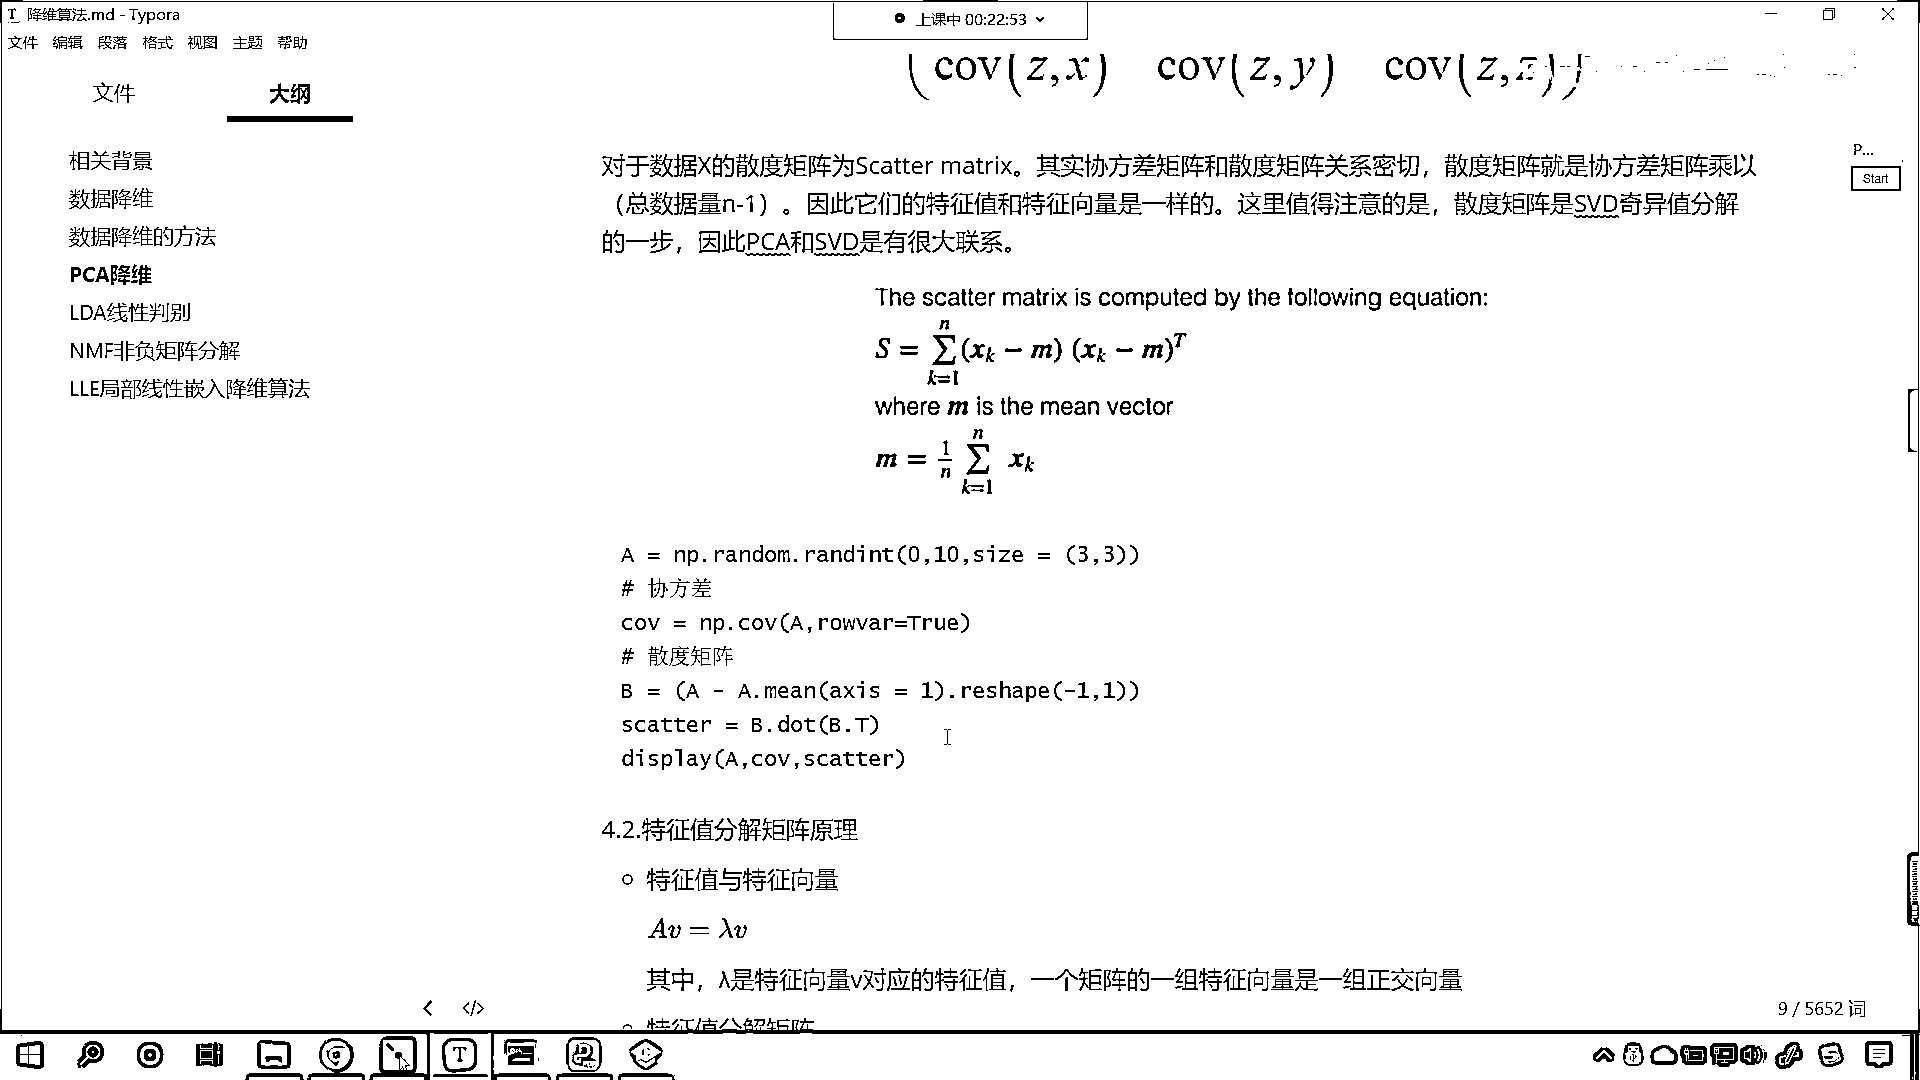 降维算法.md - Typora
上课中 00:22:53
文件 编辑 段落 格式 视图 主题 帮助
文件 大纲
相关背景
数据降维
数据降维的方法
PCA降维
LDA线性判别
NMF非负矩阵分解
LLE局部线性嵌入降维算法
cov(z,x) cov(z,y) cov(z,z)
对于数据X的散度矩阵为Scatter matrix。其实协方差矩阵和散度矩阵关系密切，散度矩阵就是协方差矩阵乘以
（总数据量n-1）。因此它们的特征值和特征向量是一样的。这里值得注意的是，散度矩阵是SVD奇异值分解
的一步，因此PCA和SVD是有很大联系。
P...
Start
The scatter matrix is computed by the following equation:
S = ∑_{k=1}^{n} (x_k − m) (x_k − m)^T
where m is the mean vector
m = 1/n ∑_{k=1}^{n} x_k
A = np.random.randint(0,10,size = (3,3))
# 协方差
cov = np.cov(A,rowvar=True)
# 散度矩阵
B = (A - A.mean(axis = 1).reshape(-1,1))
scatter = B.dot(B.T)
display(A,cov,scatter)
4.2.特征值分解矩阵原理
特征值与特征向量
Av = λv
其中，λ是特征向量v对应的特征值，一个矩阵的一组特征向量是一组正交向量
特征值分解矩阵
9 / 5652 词